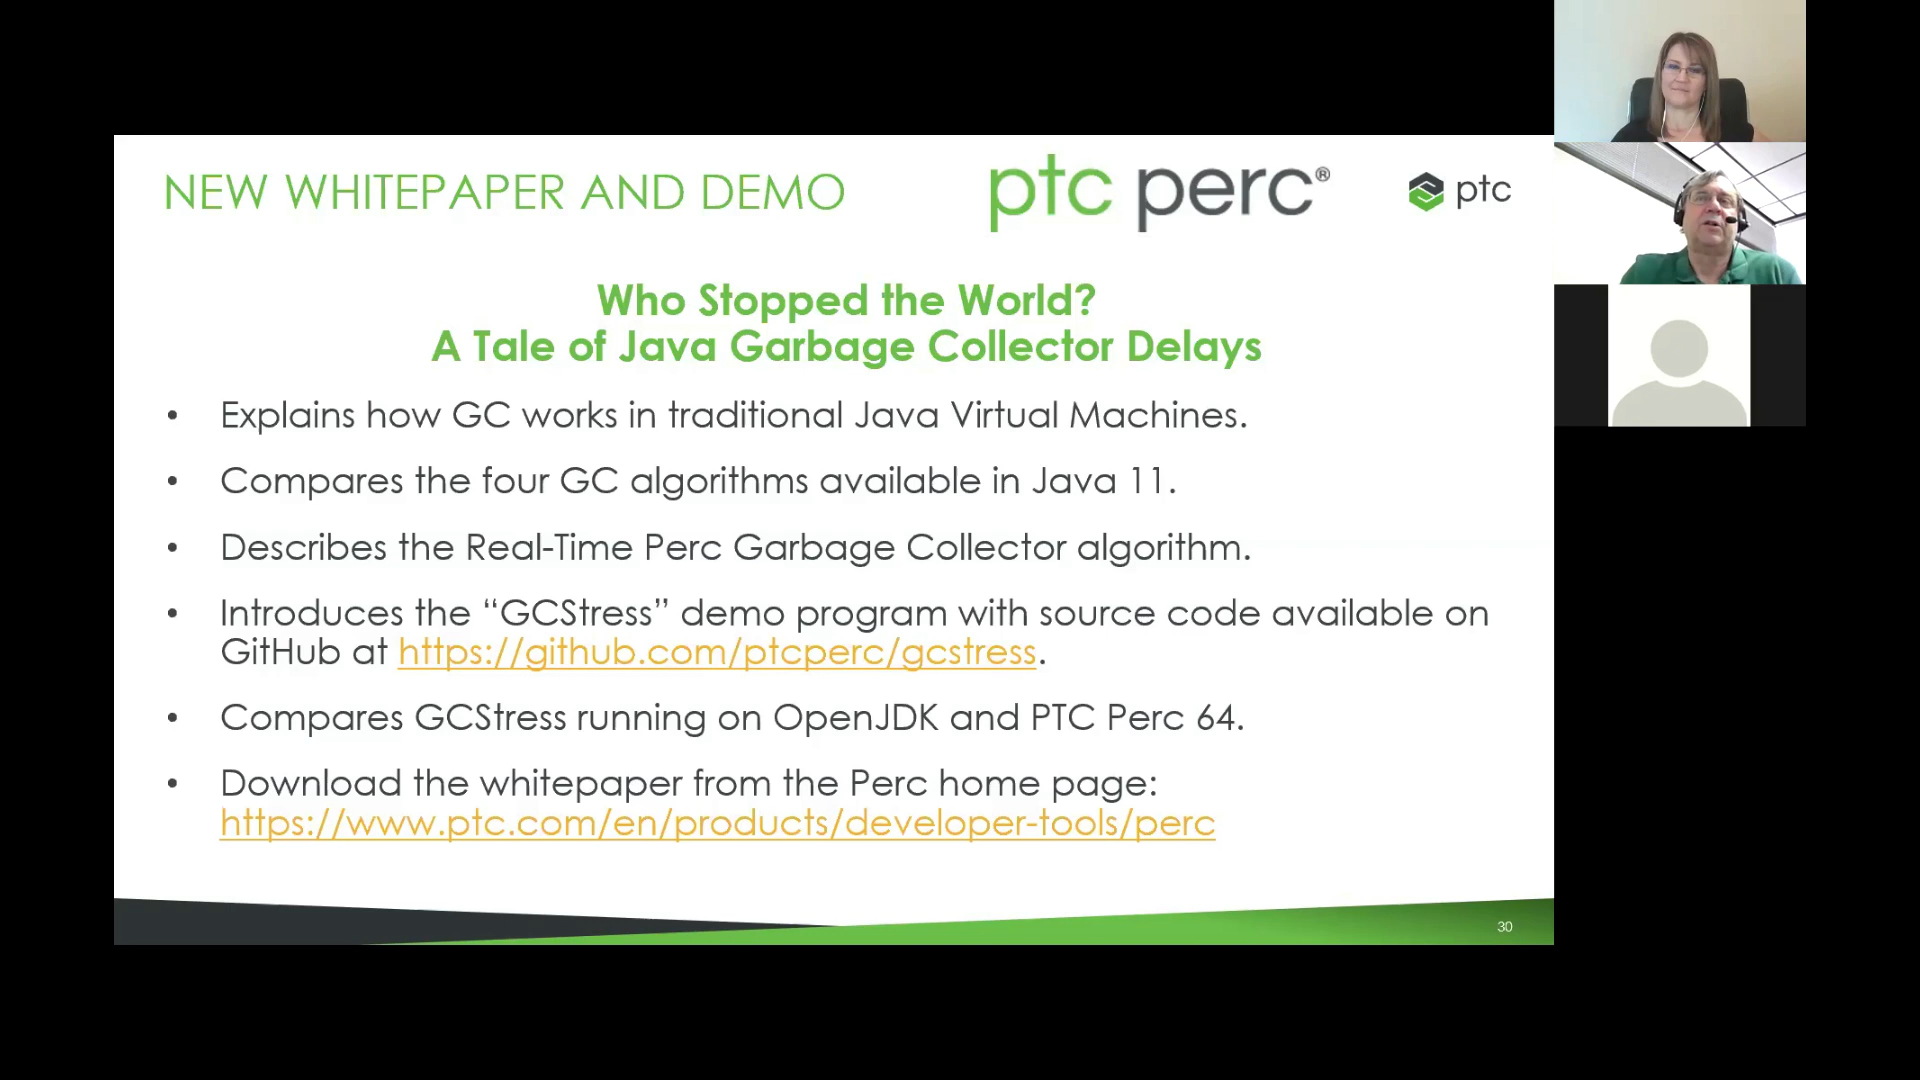 NEW WHITEPAPER AND DEMO
ptc perc®
ptc
Who Stopped the World?
A Tale of Java Garbage Collector Delays
• Explains how GC works in traditional Java Virtual Machines.
• Compares the four GC algorithms available in Java 11.
• Describes the Real-Time Perc Garbage Collector algorithm.
• Introduces the “GCStress” demo program with source code available on
GitHub at https://github.com/ptcperc/gcstress.
• Compares GCStress running on OpenJDK and PTC Perc 64.
• Download the whitepaper from the Perc home page:
https://www.ptc.com/en/products/developer-tools/perc
30